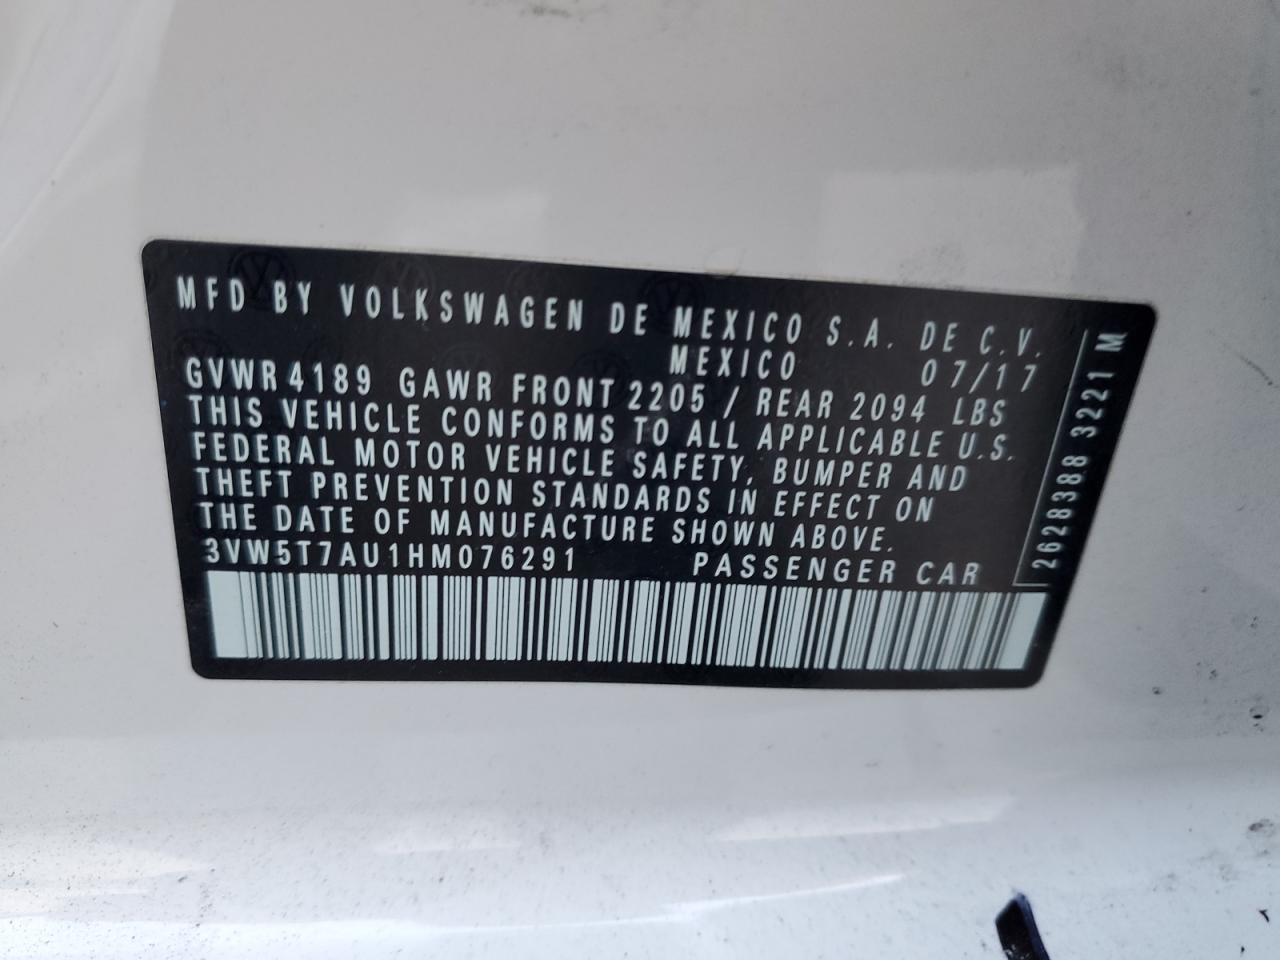 MFD BY VOLKSWAGEN DE MEXICO S.A. DE C.V.
MEXICO 07/17
GVWR 4189 GAWR FRONT 2205 / REAR 2094 LBS
THIS VEHICLE CONFORMS TO ALL APPLICABLE U.S.
FEDERAL MOTOR VEHICLE SAFETY, BUMPER AND
THEFT PREVENTION STANDARDS IN EFFECT ON
THE DATE OF MANUFACTURE SHOWN ABOVE.
3VW5T7AU1HM076291 PASSENGER CAR
2628388 3221 M